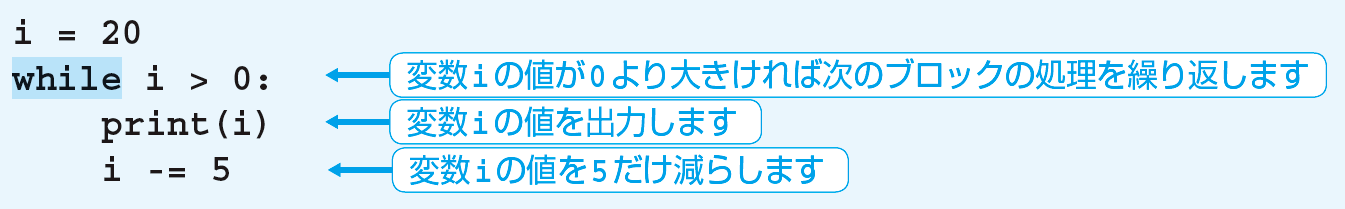 i = 20
while i > 0: 変数iの値が0より大きければ次のブロックの処理を繰り返します
    print(i) 変数iの値を出力します
    i -= 5 変数iの値を5だけ減らします